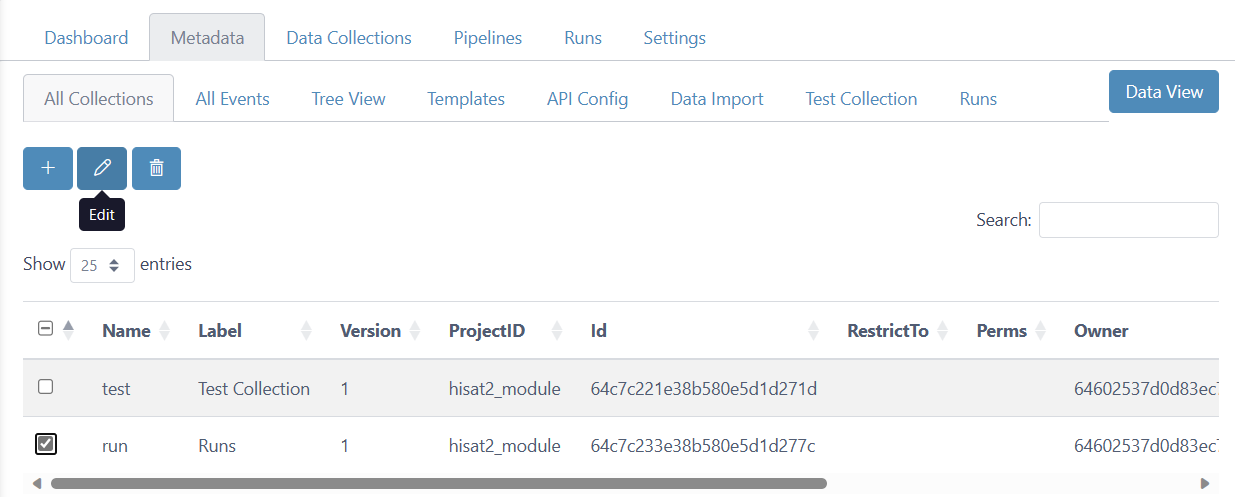 Dashboard Metadata Data Collections Pipelines Runs Settings
All Collections All Events Tree View Templates API Config Data Import Test Collection Runs Data View
Edit
Search:
Show 25 entries
Name Label Version ProjectID Id RestrictTo Perms Owner
test Test Collection 1 hisat2_module 64c7c221e38b580e5d1d271d 64602537d0d83ec
run Runs 1 hisat2_module 64c7c233e38b580e5d1d277c 64602537d0d83ec